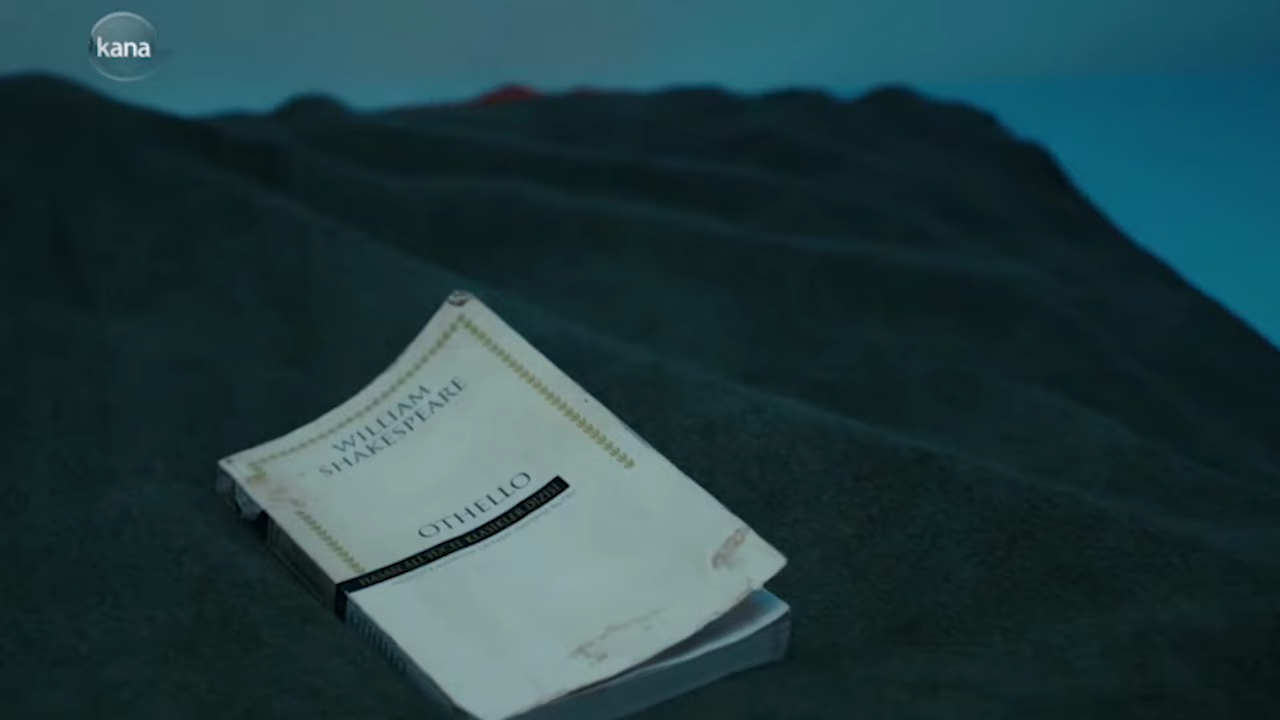 kana
WILLIAM
SHAKESPEARE
OTHELLO
HASAN ALİ YÜCEL KLASİKLER DİZİSİ